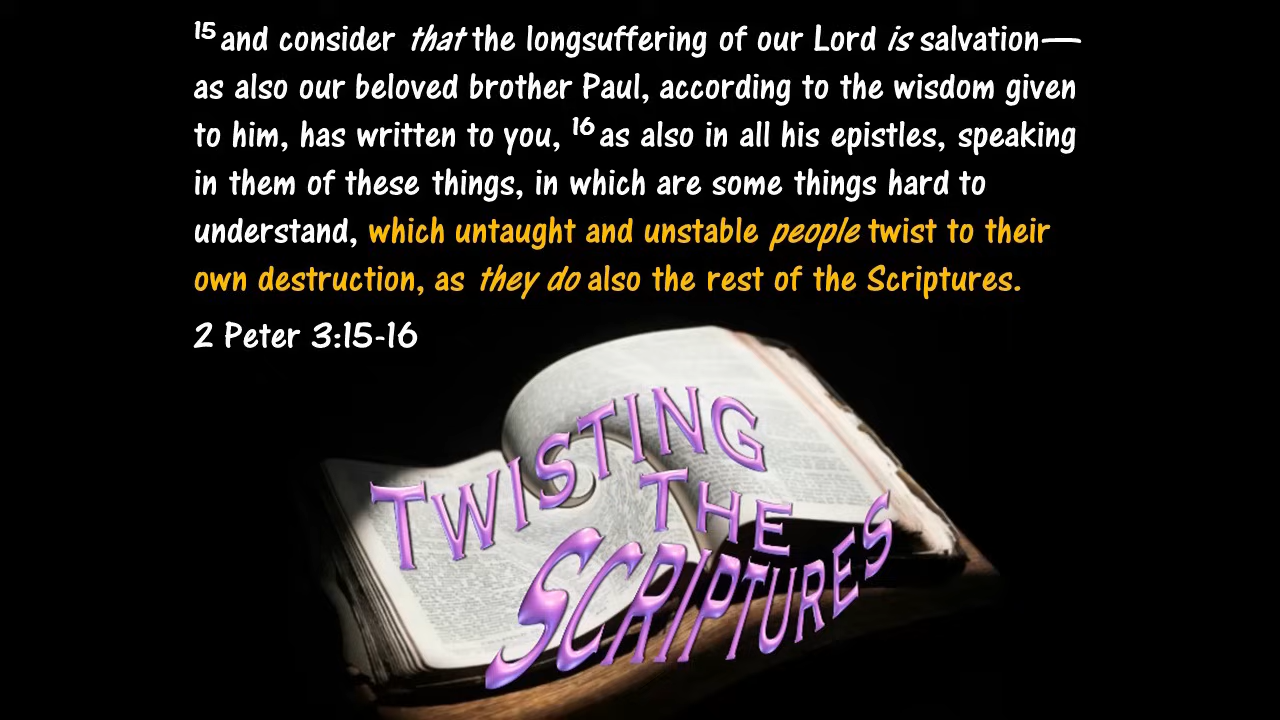 15 and consider that the longsuffering of our Lord is salvation—
as also our beloved brother Paul, according to the wisdom given
to him, has written to you, 16 as also in all his epistles, speaking
in them of these things, in which are some things hard to
understand, which untaught and unstable people twist to their
own destruction, as they do also the rest of the Scriptures.
2 Peter 3:15-16
TWISTING
THE
SCRIPTURES